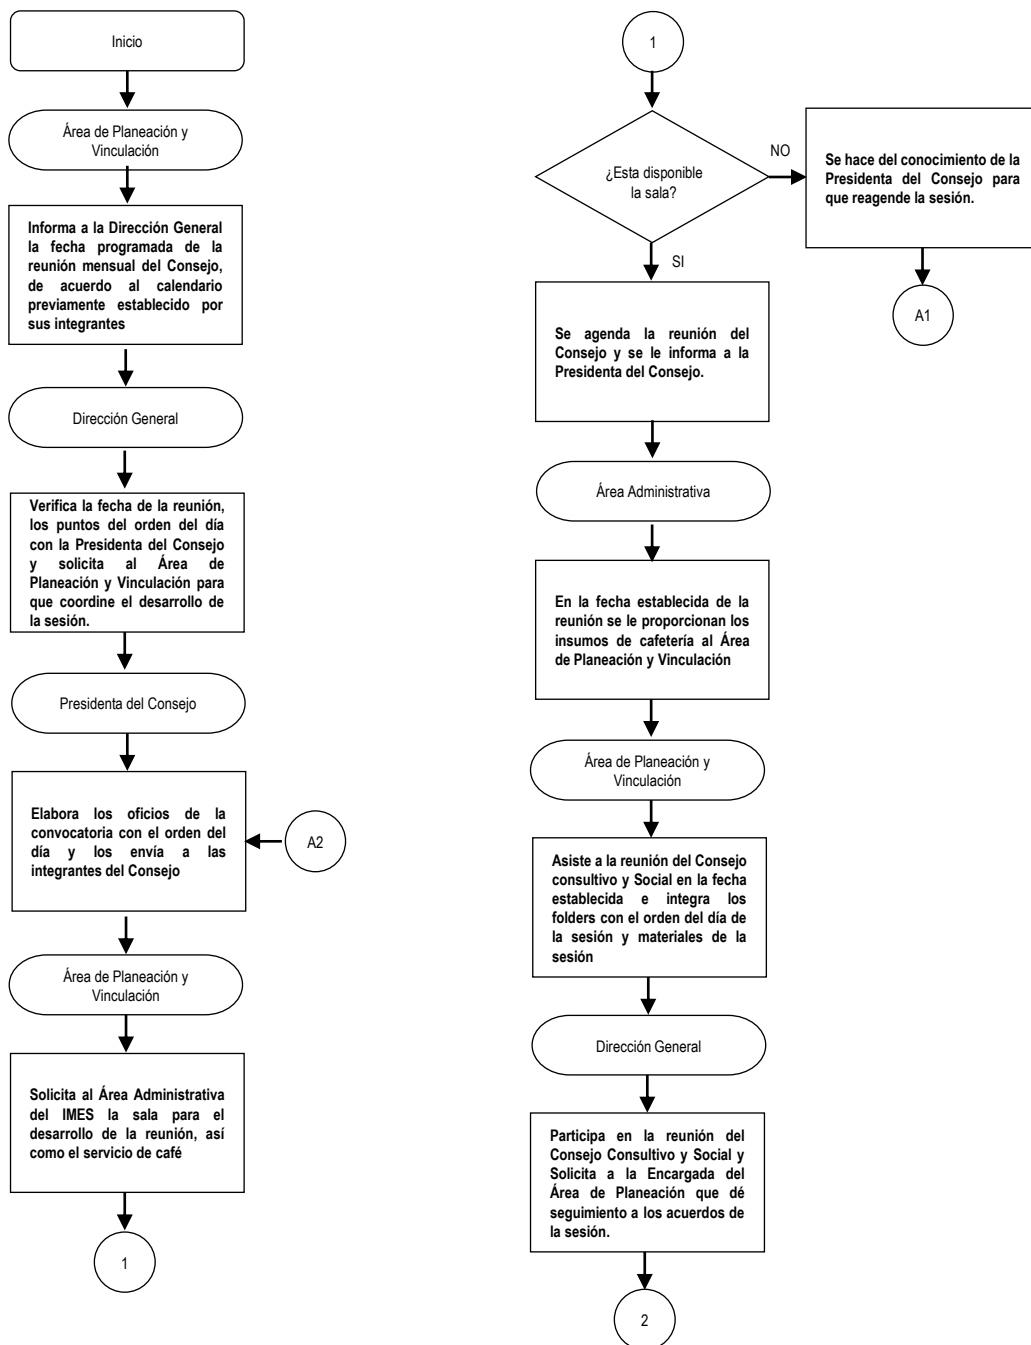 Inicio
Área de Planeación y
Vinculación
Informa a la Dirección General
la fecha programada de la
reunión mensual del Consejo,
de acuerdo al calendario
previamente establecido por
sus integrantes
Dirección General
Verifica la fecha de la reunión,
los puntos del orden del día
con la Presidenta del Consejo
y solicita al Área de
Planeación y Vinculación para
que coordine el desarrollo de
la sesión.
Presidenta del Consejo
Elabora los oficios de la
convocatoria con el orden del
día y los envía a las
integrantes del Consejo
A2
Área de Planeación y
Vinculación
Solicita al Área Administrativa
del IMES la sala para el
desarrollo de la reunión, así
como el servicio de café
1
1
¿Esta disponible
la sala?
NO
Se hace del conocimiento de la
Presidenta del Consejo para
que reagende la sesión.
A1
SI
Se agenda la reunión del
Consejo y se le informa a la
Presidenta del Consejo.
Área Administrativa
En la fecha establecida de la
reunión se le proporcionan los
insumos de cafetería al Área
de Planeación y Vinculación
Área de Planeación y
Vinculación
Asiste a la reunión del Consejo
consultivo y Social en la fecha
establecida e integra los
folders con el orden del día de
la sesión y materiales de la
sesión
Dirección General
Participa en la reunión del
Consejo Consultivo y Social y
Solicita a la Encargada del
Área de Planeación que dé
seguimiento a los acuerdos de
la sesión.
2